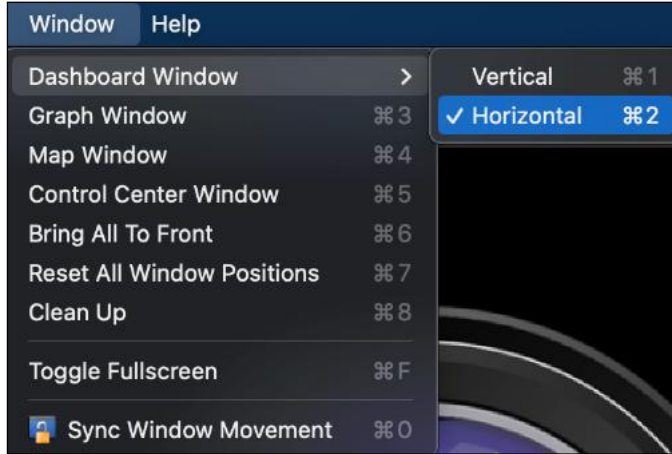 Window Help
Dashboard Window > Vertical ⌘1
Graph Window ⌘3 ✓ Horizontal ⌘2
Map Window ⌘4
Control Center Window ⌘5
Bring All To Front ⌘6
Reset All Window Positions ⌘7
Clean Up ⌘8
Toggle Fullscreen ⌘F
Sync Window Movement ⌘0